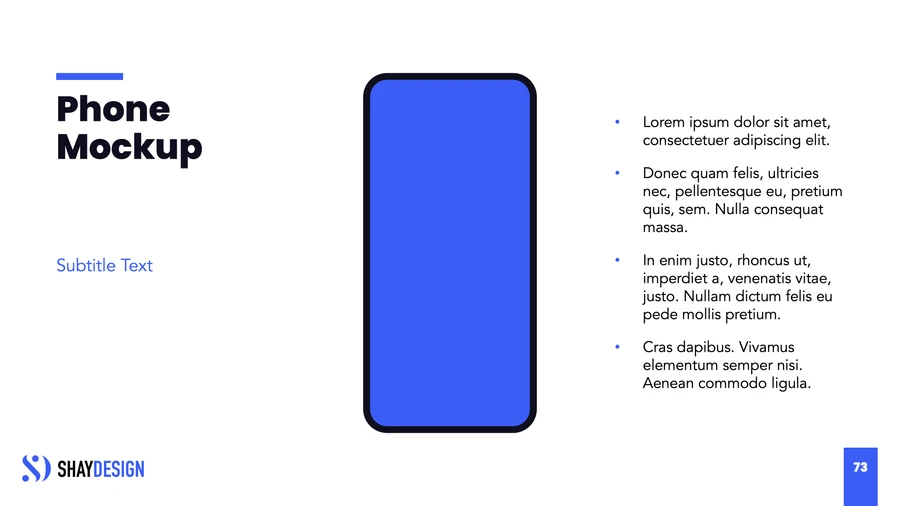 Phone
Mockup
Subtitle Text
• Lorem ipsum dolor sit amet,
consectetuer adipiscing elit.
• Donec quam felis, ultricies
nec, pellentesque eu, pretium
quis, sem. Nulla consequat
massa.
• In enim justo, rhoncus ut,
imperdiet a, venenatis vitae,
justo. Nullam dictum felis eu
pede mollis pretium.
• Cras dapibus. Vivamus
elementum semper nisi.
Aenean commodo ligula.
SHAYDESIGN
73